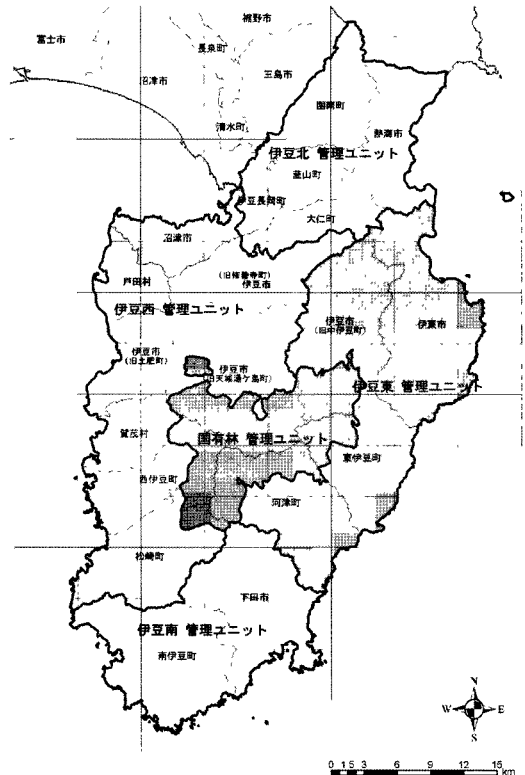 裾野市
富士市
長泉町
沼津市
三島市
函南町
清水町
熱海市
伊豆北 管理ユニット
韮山町
伊豆長岡町
大仁町
沼津市
(旧修善寺町)
伊豆市
戸田村
伊豆西 管理ユニット
伊豆市
(旧中伊豆町)
伊東市
伊豆市
(旧土肥町)
伊豆市
(旧天城湯ケ島町)
伊豆東 管理ユニット
賀茂村
国有林 管理ユニット
東伊豆町
西伊豆町
河津町
松崎町
下田市
伊豆南 管理ユニット
南伊豆町
N
W E
S
0 1.5 3 6 9 12 15
km